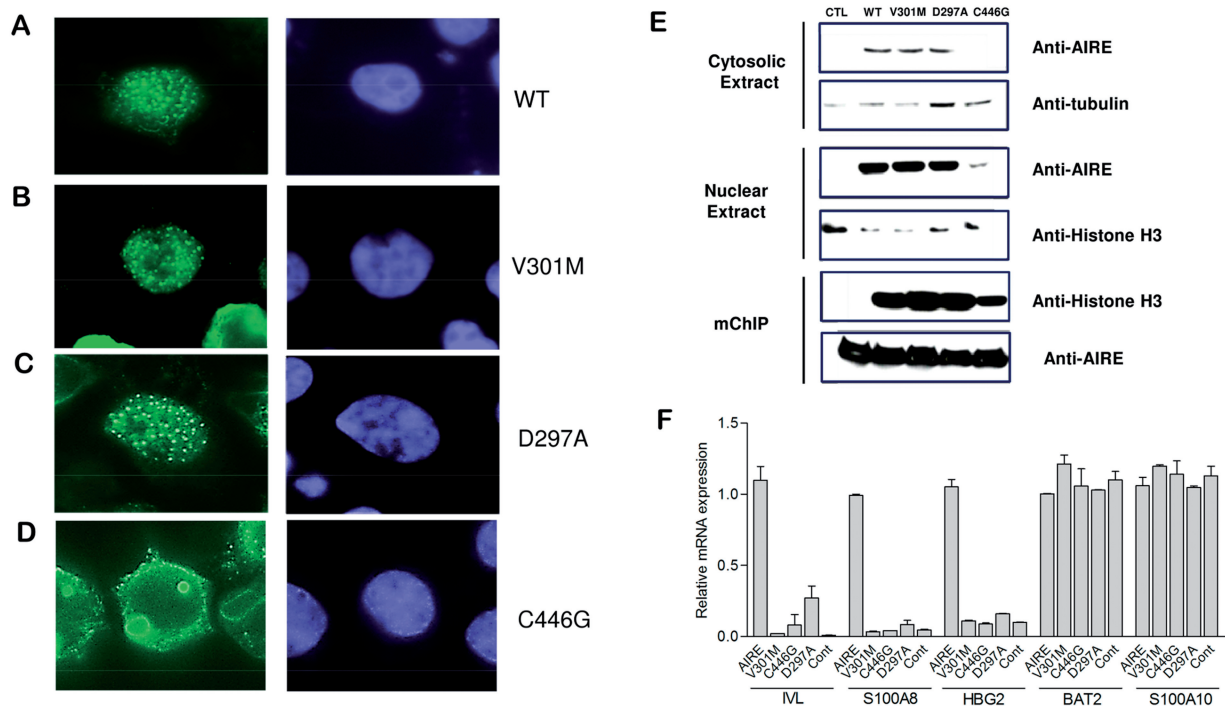 A
WT
B
V301M
C
D297A
D
C446G
E
CTL WT V301M D297A C446G
Cytosolic
Extract
Anti-AIRE
Anti-tubulin
Nuclear
Extract
Anti-AIRE
Anti-Histone H3
mChIP
Anti-Histone H3
Anti-AIRE
F
Relative mRNA expression
1.5
1.0
0.5
0.0
AIRE V301M C446G D297A Cont AIRE V301M C446G D297A Cont AIRE V301M C446G D297A Cont AIRE V301M C446G D297A Cont AIRE V301M C446G D297A Cont
IVL S100A8 HBG2 BAT2 S100A10